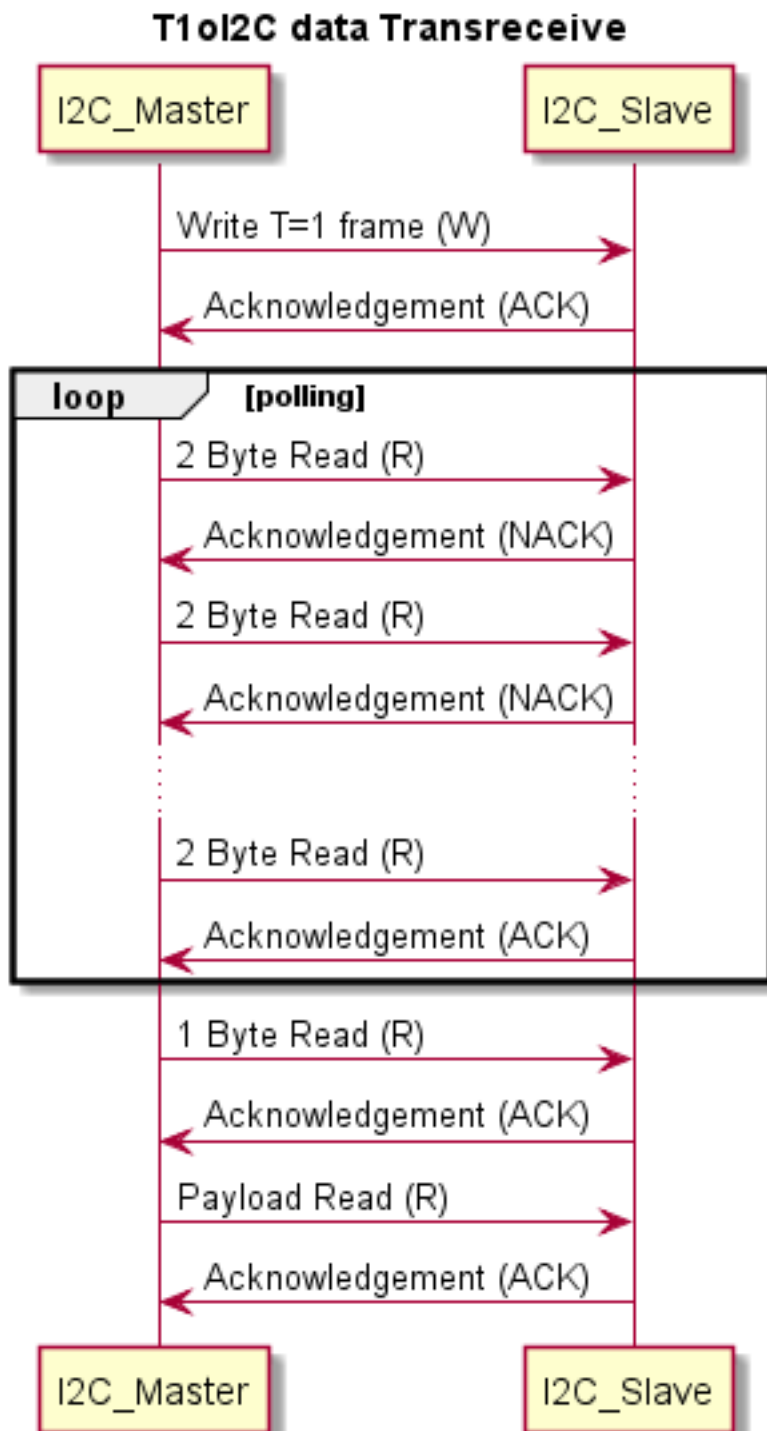 T1oI2C data Transreceive
I2C_Master I2C_Slave
Write T=1 frame (W)
Acknowledgement (ACK)
loop [polling]
2 Byte Read (R)
Acknowledgement (NACK)
2 Byte Read (R)
Acknowledgement (NACK)
2 Byte Read (R)
Acknowledgement (ACK)
1 Byte Read (R)
Acknowledgement (ACK)
Payload Read (R)
Acknowledgement (ACK)
I2C_Master I2C_Slave